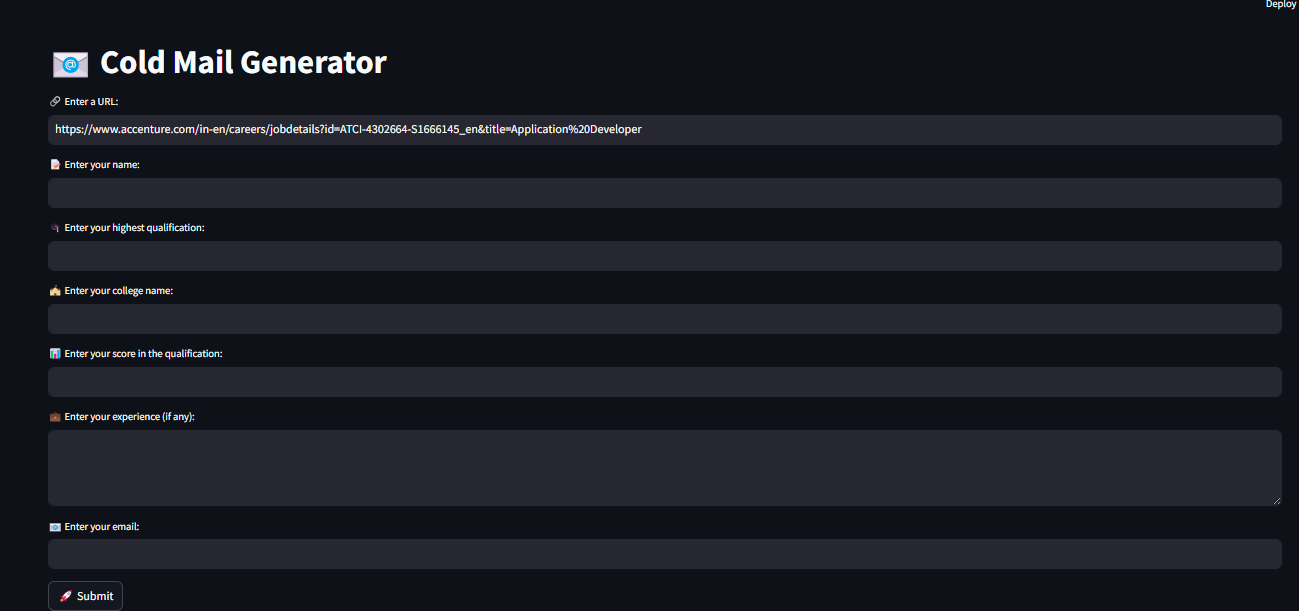 Deploy
Cold Mail Generator
Enter a URL:
https://www.accenture.com/in-en/careers/jobdetails?id=ATCI-4302664-S1666145_en&title=Application%20Developer
Enter your name:
Enter your highest qualification:
Enter your college name:
Enter your score in the qualification:
Enter your experience (if any):
Enter your email:
Submit